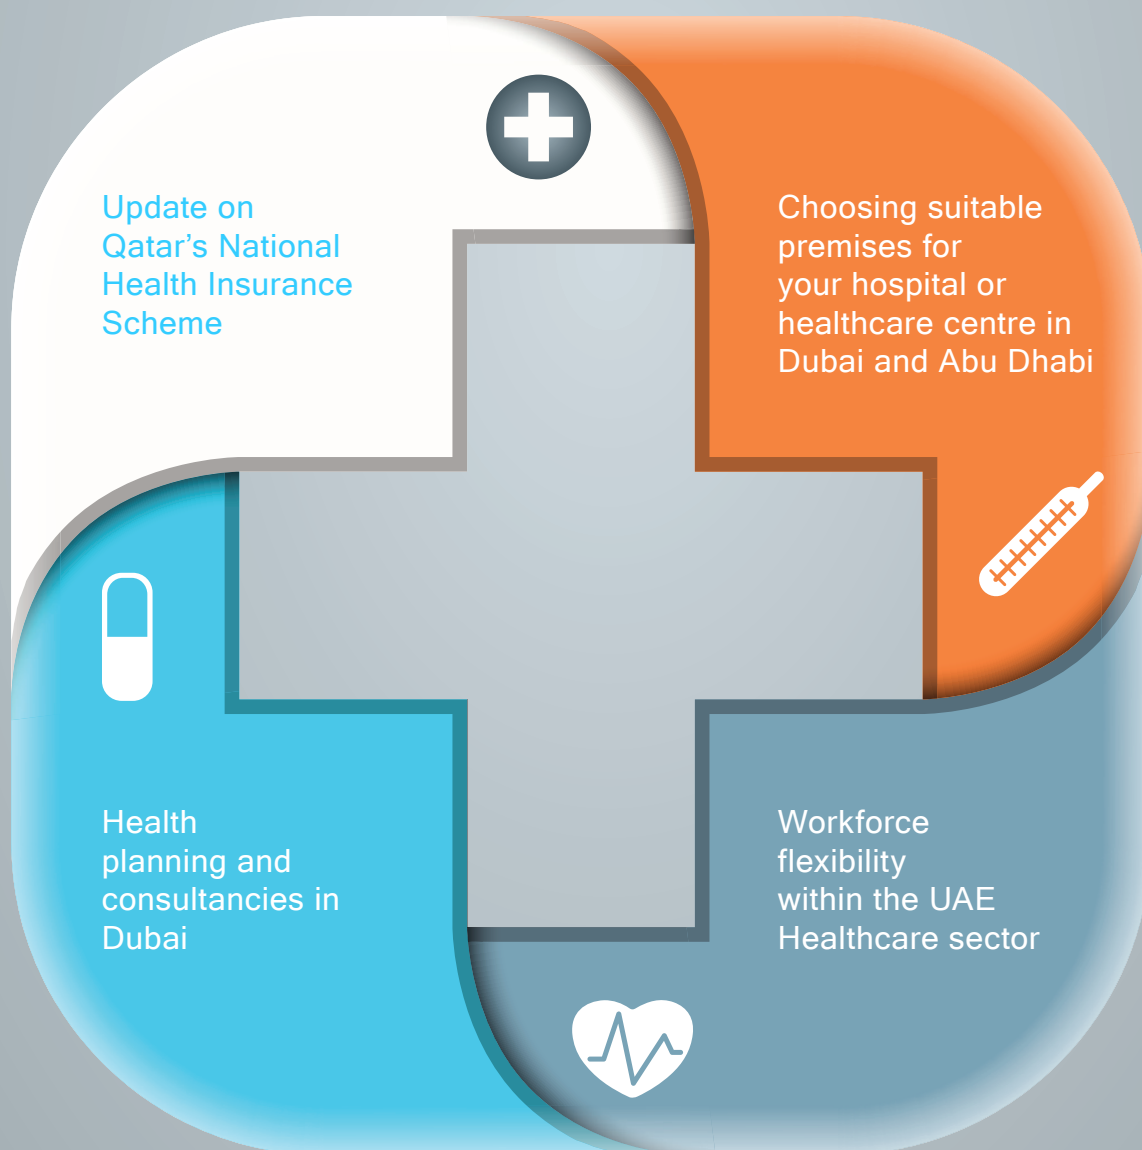 Update on
Qatar’s National
Health Insurance
Scheme
Choosing suitable
premises for
your hospital or
healthcare centre in
Dubai and Abu Dhabi
Health
planning and
consultancies in
Dubai
Workforce
flexibility
within the UAE
Healthcare sector